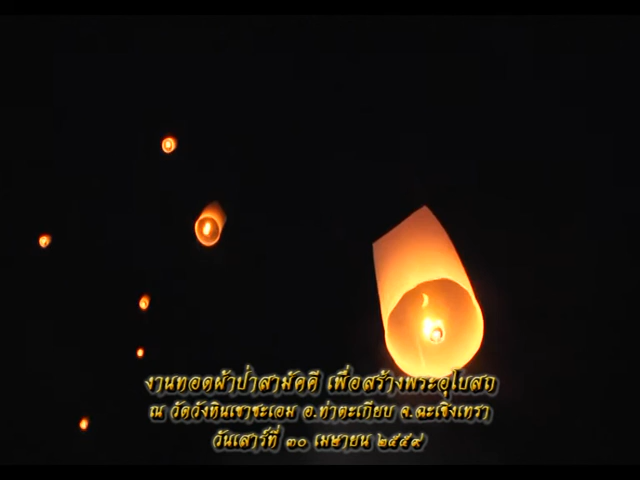 งานทอดผ้าป่าสามัคคี เพื่อสร้างพระอุโบสถ
ณ วัดวังหินเขาชะเอม อ.ท่าตะเกียบ จ.ฉะเชิงเทรา
วันเสาร์ที่ ๓๐ เมษายน ๒๕๕๙